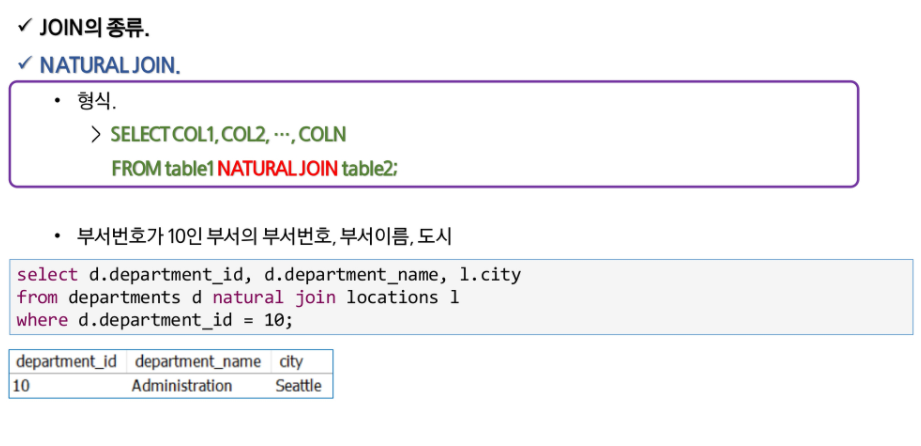 ✓ JOIN의 종류.
✓ NATURAL JOIN.
• 형식.
> SELECT COL1, COL2, …, COLN
FROM table1 NATURAL JOIN table2;
• 부서번호가 10인 부서의 부서번호, 부서이름, 도시
select d.department_id, d.department_name, l.city
from departments d natural join locations l
where d.department_id = 10;
department_id department_name city
10 Administration Seattle